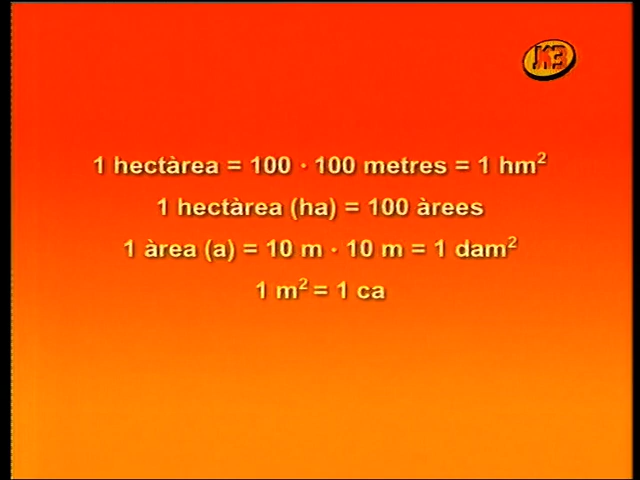 K3
1 hectàrea = 100 · 100 metres = 1 hm²
1 hectàrea (ha) = 100 àrees
1 àrea (a) = 10 m · 10 m = 1 dam²
1 m² = 1 ca